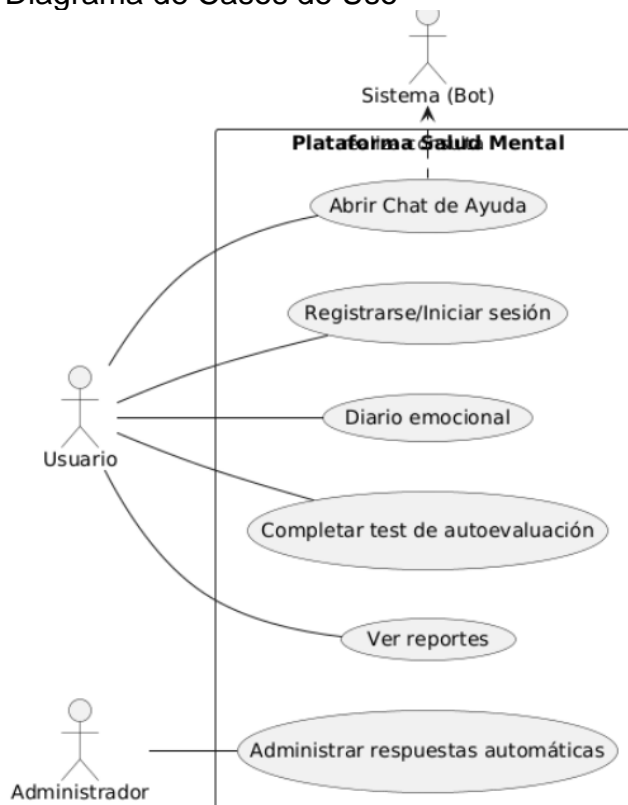 Diagrama de Casos de Uso
Sistema (Bot)
Plataforma Salud Mental
Abrir Chat de Ayuda
Registrarse/Iniciar sesión
Diario emocional
Usuario
Completar test de autoevaluación
Ver reportes
Administrar respuestas automáticas
Administrador